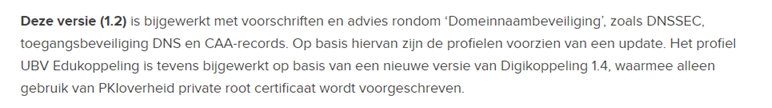 Deze versie (1.2) is bijgewerkt met voorschriften en advies rondom ‘Domeinnaambeveiliging’, zoals DNSSEC,
toegangsbeveiliging DNS en CAA-records. Op basis hiervan zijn de profielen voorzien van een update. Het profiel
UBV Edukoppeling is tevens bijgewerkt op basis van een nieuwe versie van Digikoppeling 1.4, waarmee alleen
gebruik van PKIoverheid private root certificaat wordt voorgeschreven.